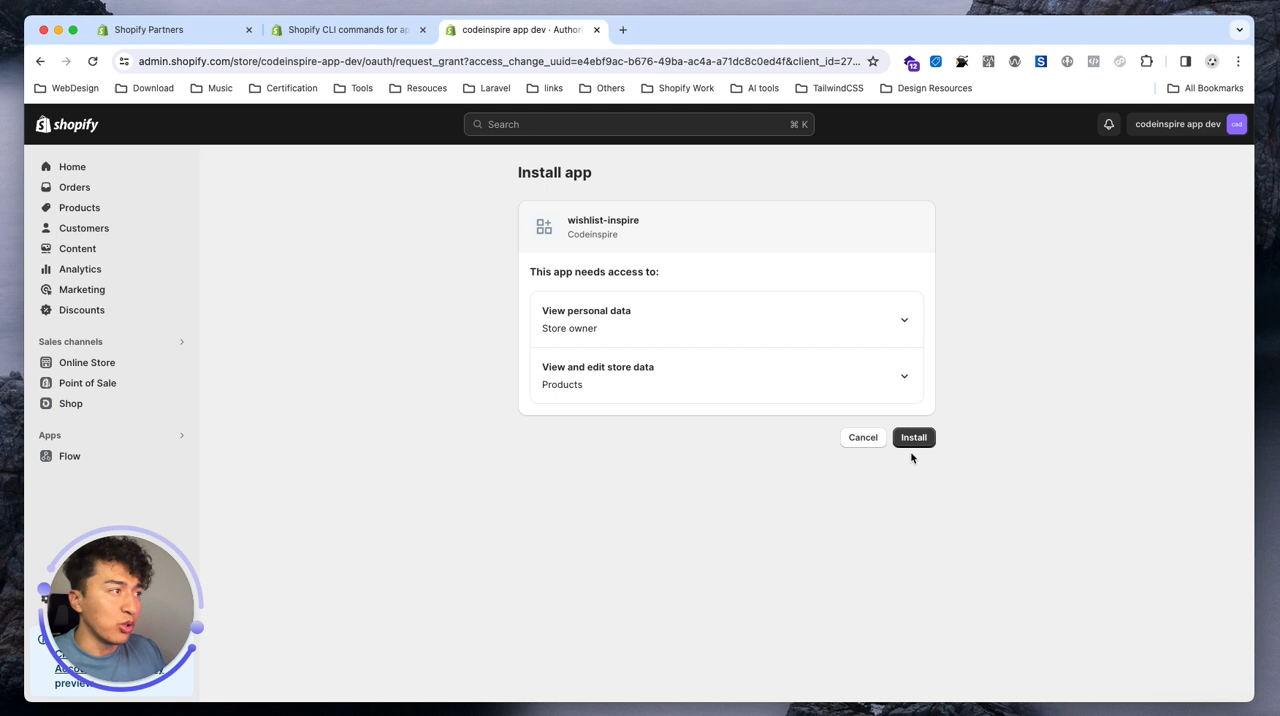 Shopify Partners
Shopify CLI commands for ap
codeinspire app dev · Authori
admin.shopify.com/store/codeinspire-app-dev/oauth/request_grant?access_change_uuid=e4ebf9ac-b676-49ba-ac4a-a71dc8c0ed4f&client_id=27...
12
WebDesign
Download
Music
Certification
Tools
Resouces
Laravel
links
Others
Shopify Work
AI tools
TailwindCSS
Design Resources
All Bookmarks
shopify
Search
⌘ K
codeinspire app dev
cad
Home
Orders
Products
Customers
Content
Analytics
Marketing
Discounts
Sales channels
Online Store
Point of Sale
Shop
Apps
Flow
preview
Install app
wishlist-inspire
Codeinspire
This app needs access to:
View personal data
Store owner
View and edit store data
Products
Cancel
Install